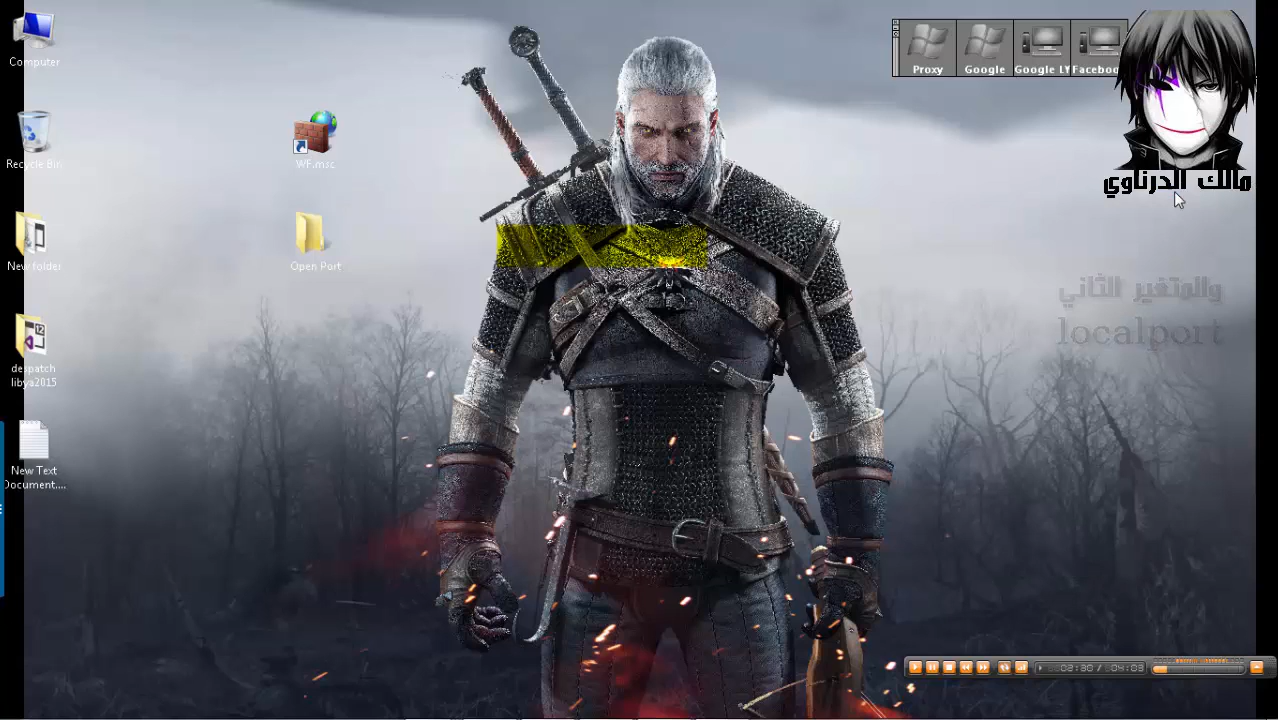 Computer
Recycle Bin
New folder
despatch
libya2015
New Text
Document....
WF.msc
Open Port
Proxy
Google
Google LY
Faceboo
مالك الدرناوي
والمتغير الثاني
localport
02:30 / 04:03